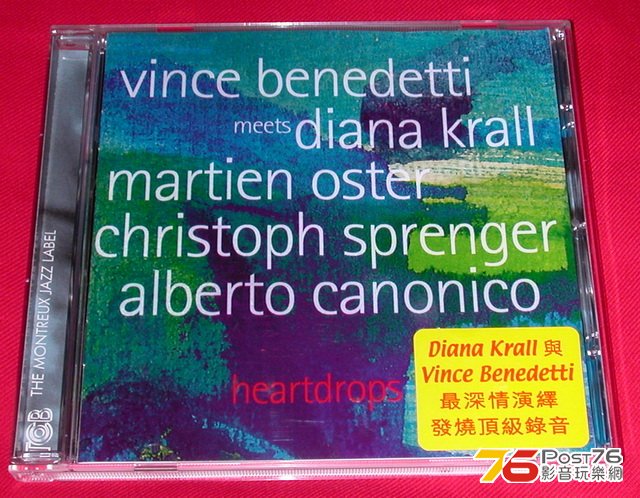 vince benedetti
meets diana krall
martien oster
christoph sprenger
alberto canonico
heartdrops
Diana Krall 與
Vince Benedetti
最深情演繹
發燒頂級錄音
TCB THE MONTREUX JAZZ LABEL
76 POST76
影音玩樂網